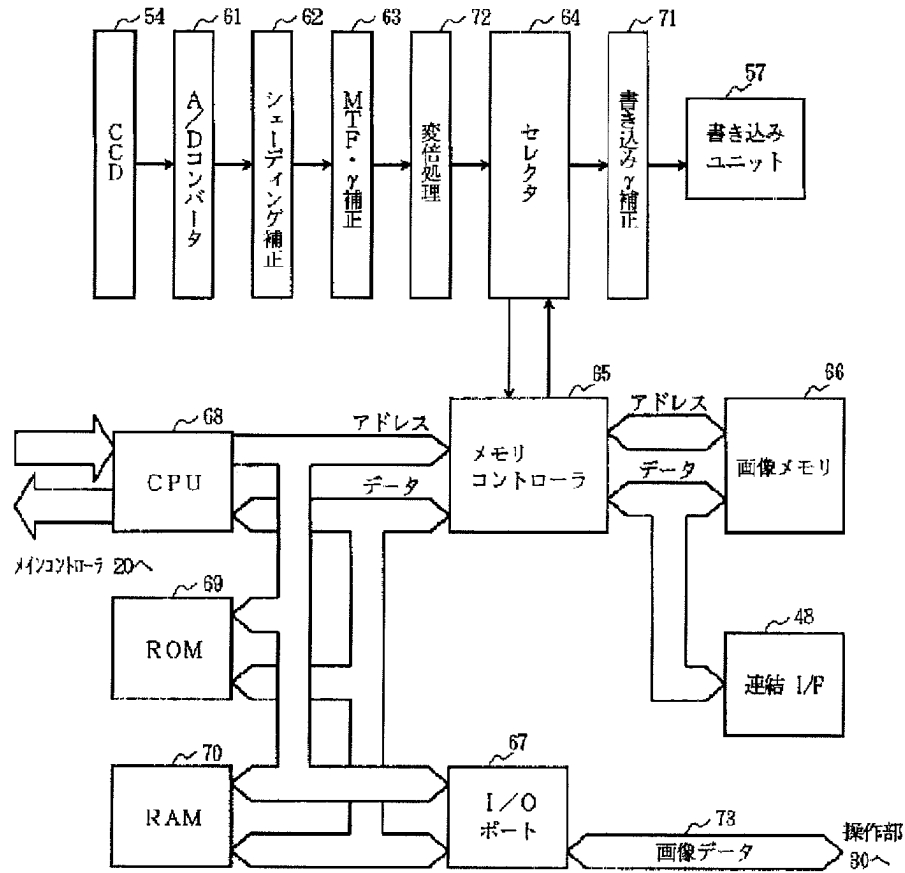 54
61
62
63
72
64
71
57
CCD
A/Dコンバータ
シェーディング補正
MTF・γ補正
変倍処理
セレクタ
書き込みγ補正
書き込み
ユニット
65
66
68
アドレス
アドレス
CPU
メモリ
コントローラ
データ
データ
画像メモリ
メインコントローラ 20へ
69
48
ROM
連結 I/F
70
67
RAM
I/O
ポート
73
画像データ
操作部
30へ